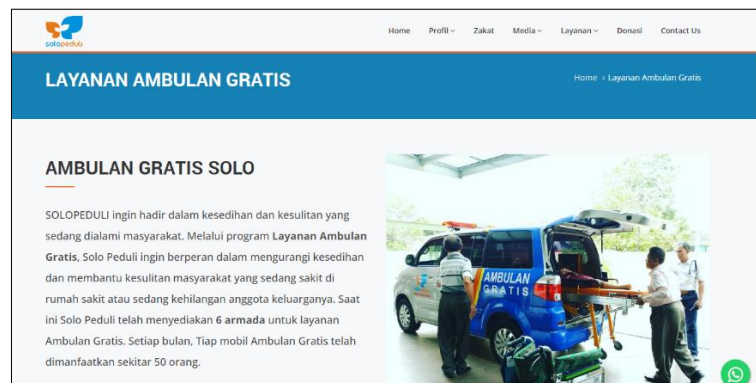 solopeduli
Home Profil Zakat Media Layanan Donasi Contact Us
LAYANAN AMBULAN GRATIS
Home > Layanan Ambulan Gratis
AMBULAN GRATIS SOLO
SOLOPEDULI ingin hadir dalam kesedihan dan kesulitan yang
sedang dialami masyarakat. Melalui program Layanan Ambulan
Gratis, Solo Peduli ingin berperan dalam mengurangi kesedihan
dan membantu kesulitan masyarakat yang sedang sakit di
rumah sakit atau sedang kehilangan anggota keluarganya. Saat
ini Solo Peduli telah menyediakan 6 armada untuk layanan
Ambulan Gratis. Setiap bulan, Tiap mobil Ambulan Gratis telah
dimanfaatkan sekitar 50 orang.
AMBULAN
GRATIS